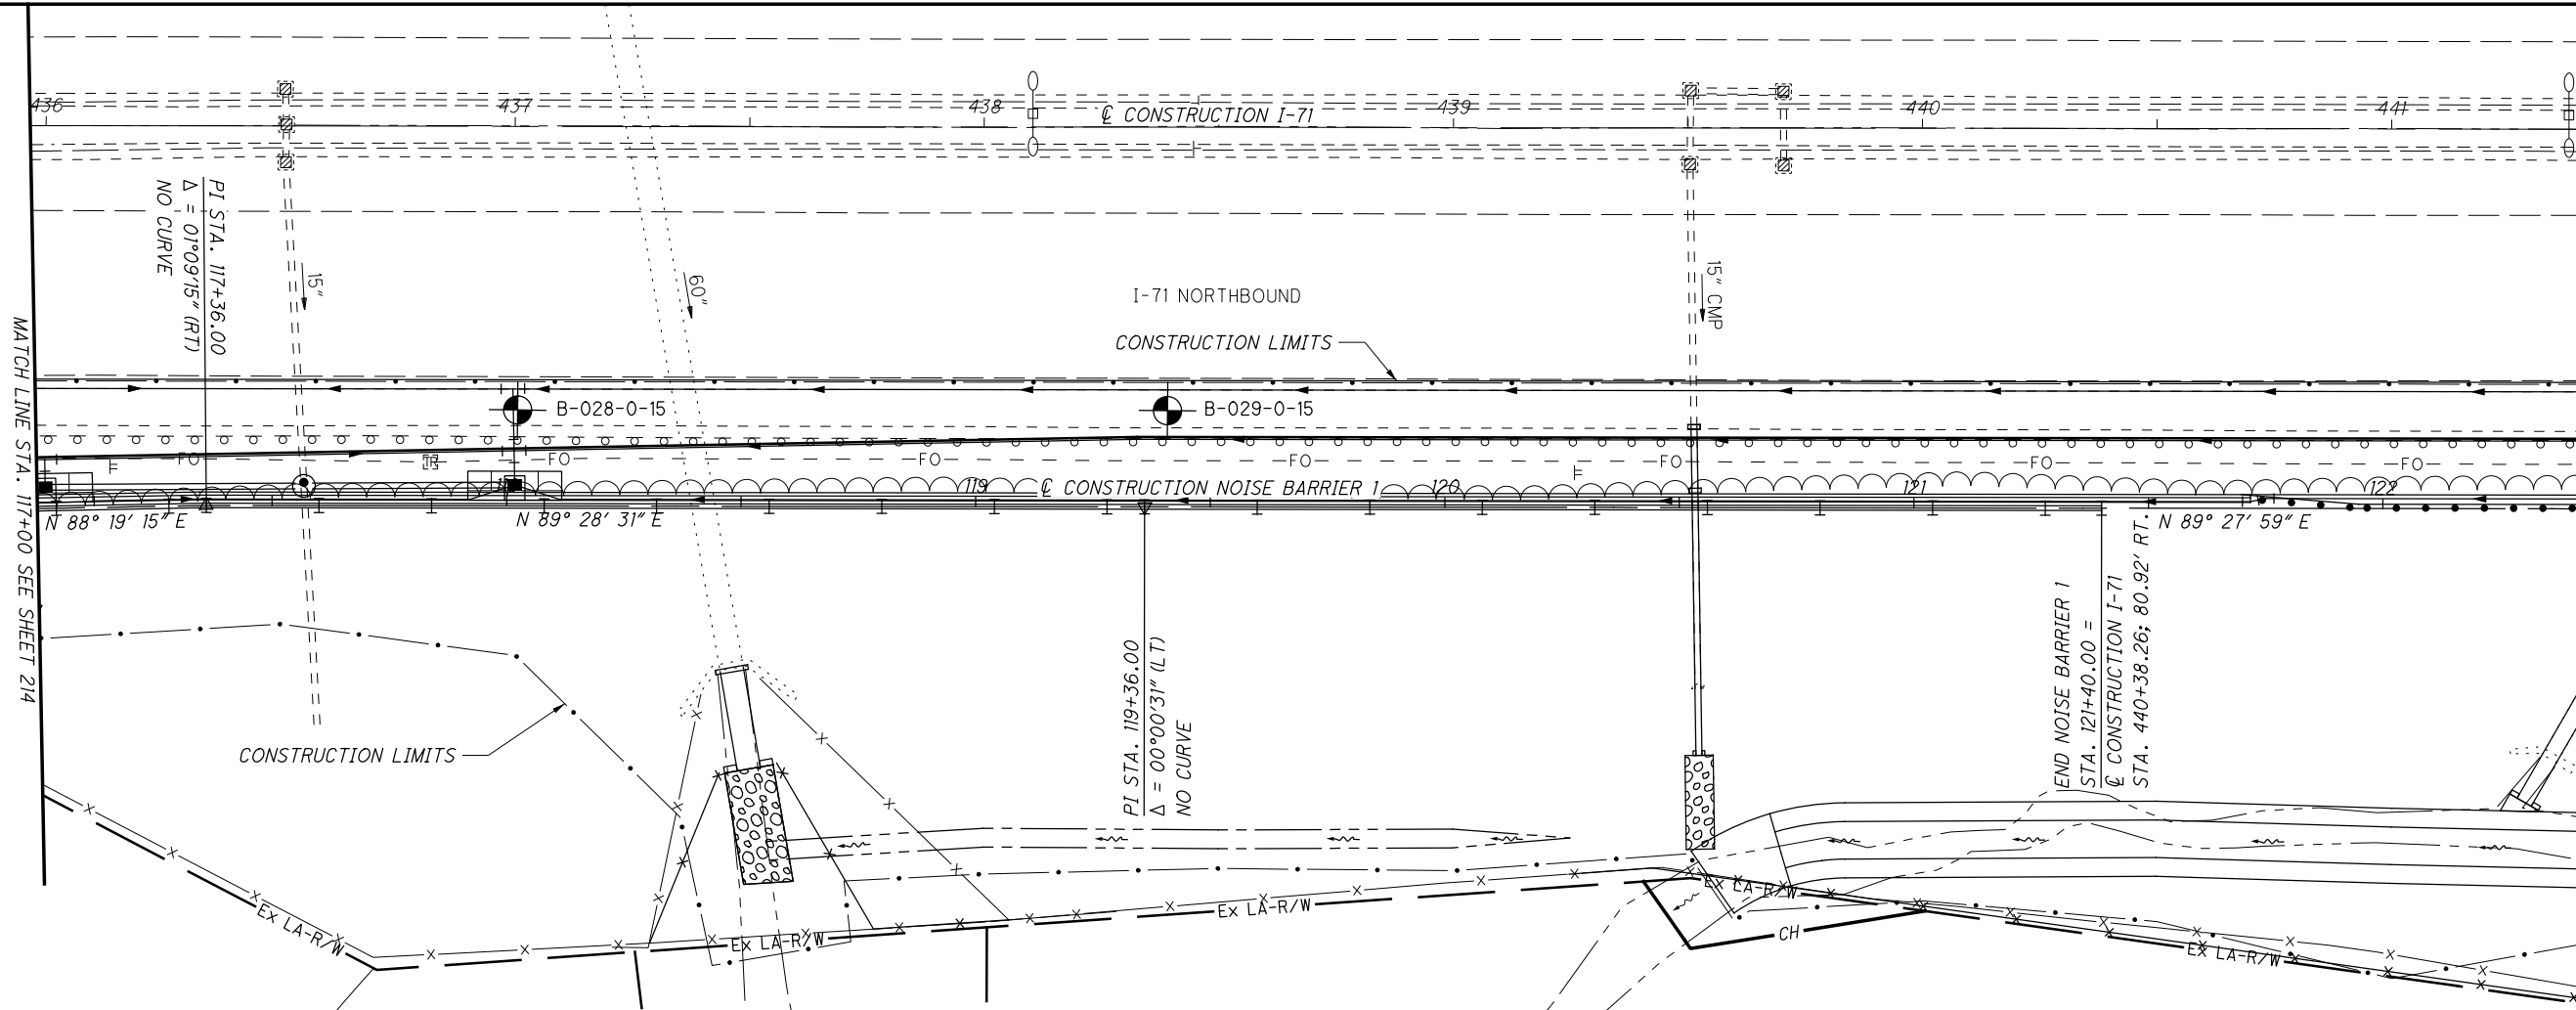 436
437
438
439
440
441
℄ CONSTRUCTION I-71
PI STA. 117+36.00
Δ = 01°09'15" (RT)
NO CURVE
15"
60"
15" CMP
I-71 NORTHBOUND
CONSTRUCTION LIMITS
MATCH LINE STA. 117+00 SEE SHEET 214
B-028-0-15
B-029-0-15
FO
TR
FO
FO
FO
FO
FO
FO
119
℄ CONSTRUCTION NOISE BARRIER 1
120
121
122
N 88° 19' 15" E
N 89° 28' 31" E
N 89° 27' 59" E
PI STA. 119+36.00
Δ = 00°00'31" (LT)
NO CURVE
END NOISE BARRIER 1
STA. 121+40.00 =
℄ CONSTRUCTION I-71
STA. 440+38.26; 80.92' RT.
CONSTRUCTION LIMITS
Ex LA-R/W
Ex LA-R/W
Ex LA-R/W
Ex LA-R/W
CH
Ex LA-R/W